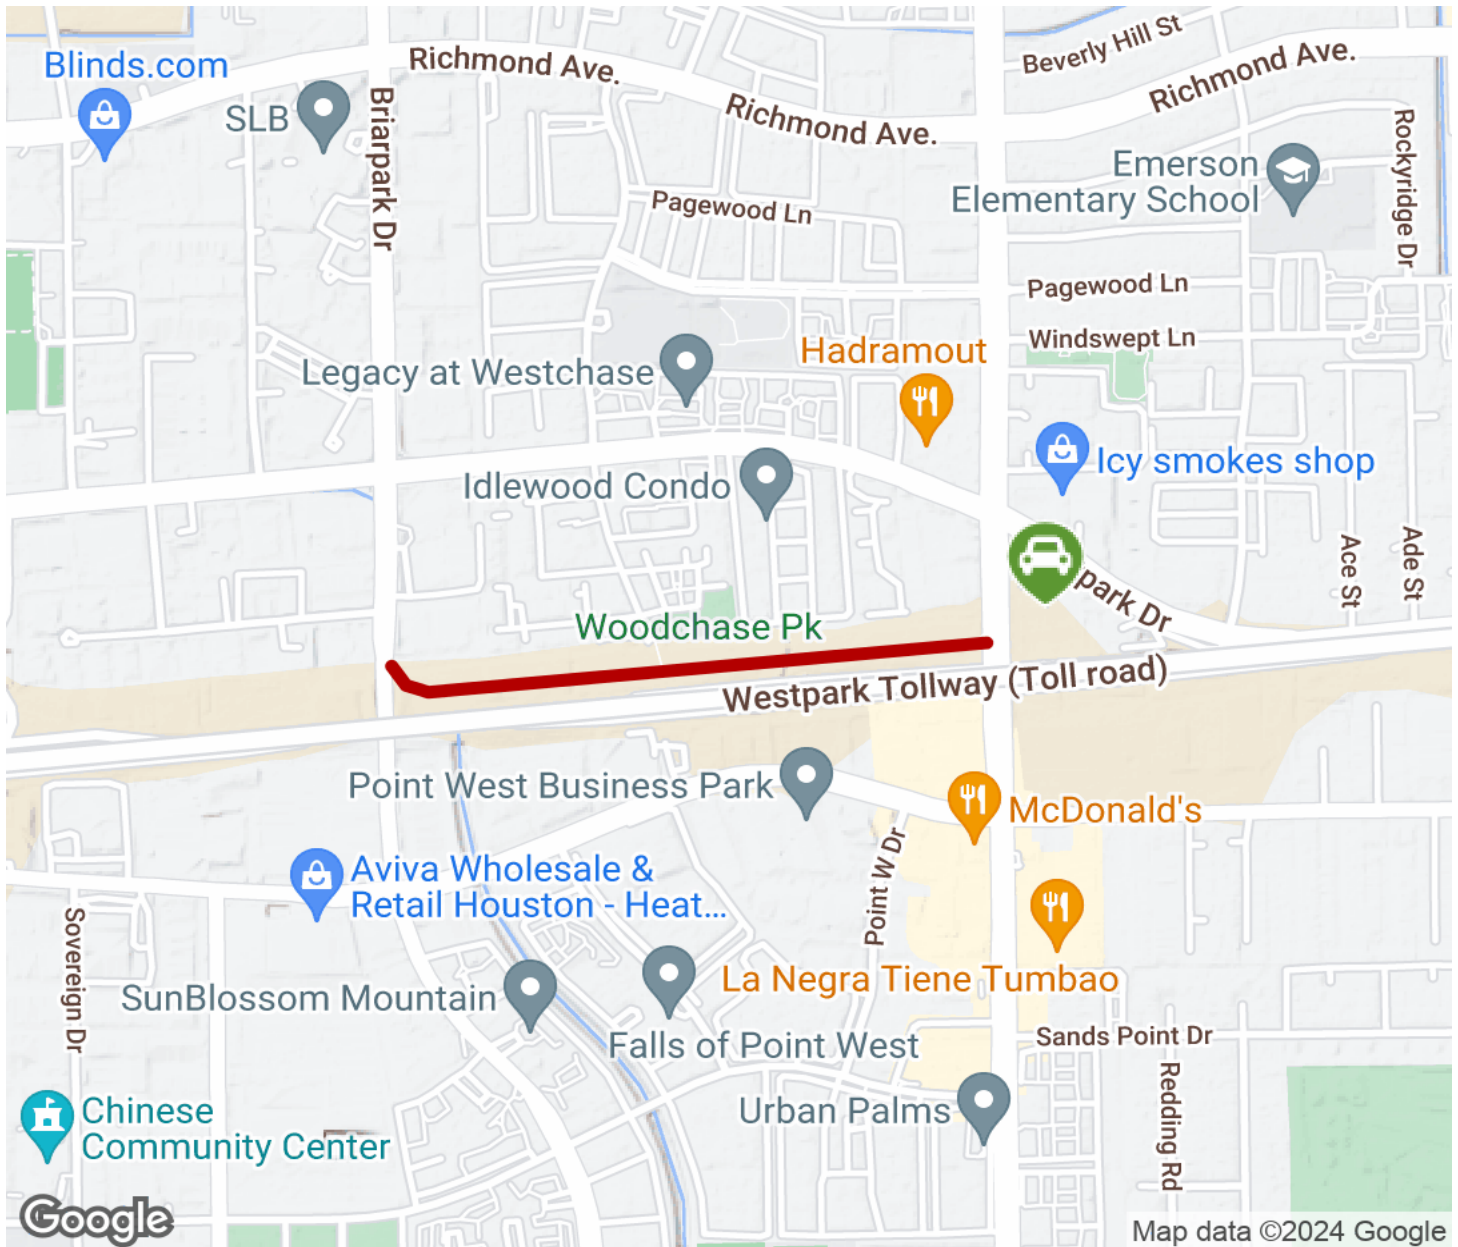 Beverly Hill St
Richmond Ave.
Richmond Ave.
Richmond Ave.
Blinds.com
SLB
Briarpark Dr
Rockyridge Dr
Emerson
Elementary School
Pagewood Ln
Pagewood Ln
Windswept Ln
Hadramout
Legacy at Westchase
Icy smokes shop
Idlewood Condo
Ace St
Ade St
park Dr
Woodchase Pk
Westpark Tollway (Toll road)
Point West Business Park
McDonald's
Point W Dr
Aviva Wholesale &
Retail Houston - Heat...
Sovereign Dr
La Negra Tiene Tumbao
SunBlossom Mountain
Falls of Point West
Sands Point Dr
Redding Rd
Urban Palms
Chinese
Community Center
Google
Map data ©2024 Google